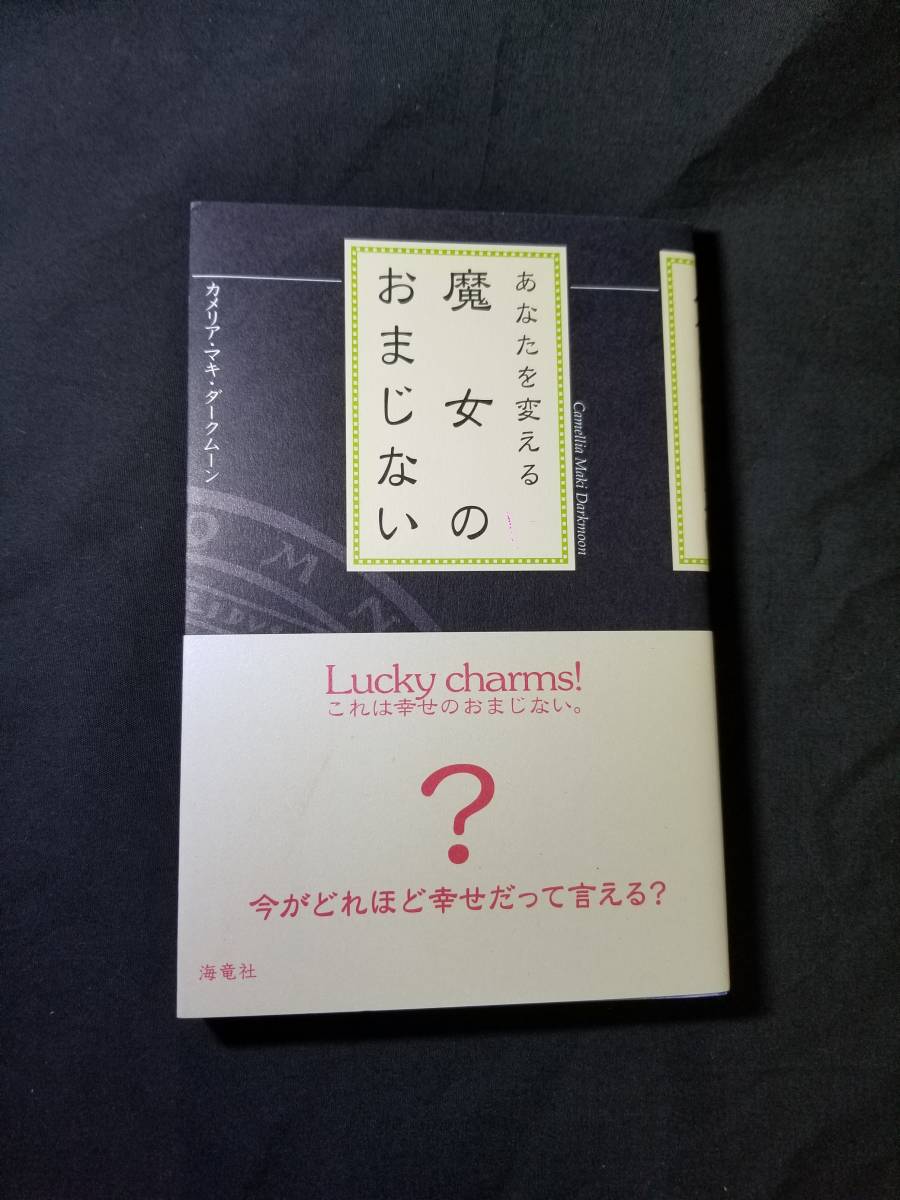 あなたを変える
魔女の
おまじない
Camellia Maki Darkmoon
カメリア・マキ・ダークムーン
Lucky charms!
これは幸せのおまじない。
?
今がどれほど幸せだって言える?
海竜社